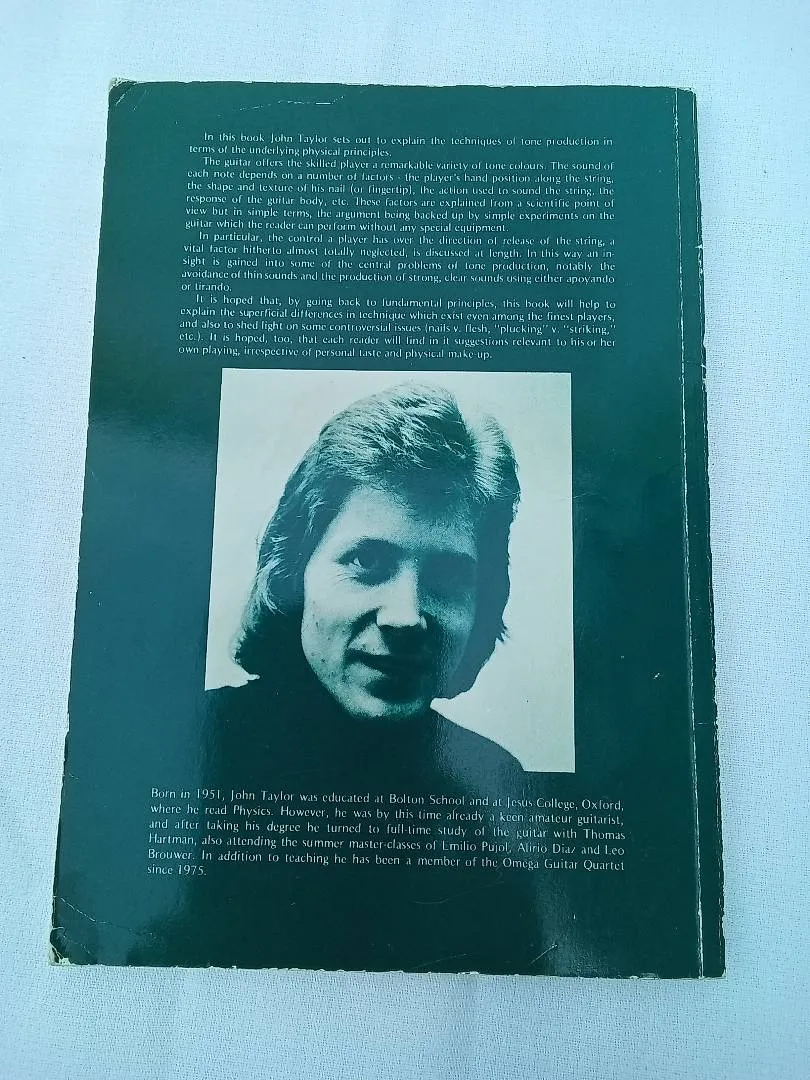 In this book John Taylor sets out to explain the techniques of tone production in
terms of the underlying physical principles.
The guitar offers the skilled player a remarkable variety of tone colours. The sound of
each note depends on a number of factors - the player's hand position along the string,
the shape and texture of his nail (or fingertip), the action used to sound the string, the
response of the guitar body, etc. These factors are explained from a scientific point of
view but in simple terms, the argument being backed up by simple experiments on the
guitar which the reader can perform without any special equipment.
In particular, the control a player has over the direction of release of the string, a
vital factor hitherto almost totally neglected, is discussed at length. In this way an in-
sight is gained into some of the central problems of tone production, notably the
avoidance of thin sounds and the production of strong, clear sounds using either apoyando
or tirando.
It is hoped that, by going back to fundamental principles, this book will help to
explain the superficial differences in technique which exist even among the finest players,
and also to shed light on some controversial issues (nails v. flesh, "plucking" v. "striking,"
etc.). It is hoped, too, that each reader will find in it suggestions relevant to his or her
own playing, irrespective of personal taste and physical make-up.
Born in 1951, John Taylor was educated at Bolton School and at Jesus College, Oxford,
where he read Physics. However, he was by this time already a keen amateur guitarist,
and after taking his degree he turned to full-time study of the guitar with Thomas
Hartman, also attending the summer master-classes of Emilio Pujol, Alirio Diaz and Leo
Brouwer. In addition to teaching he has been a member of the Omega Guitar Quartet
since 1975.